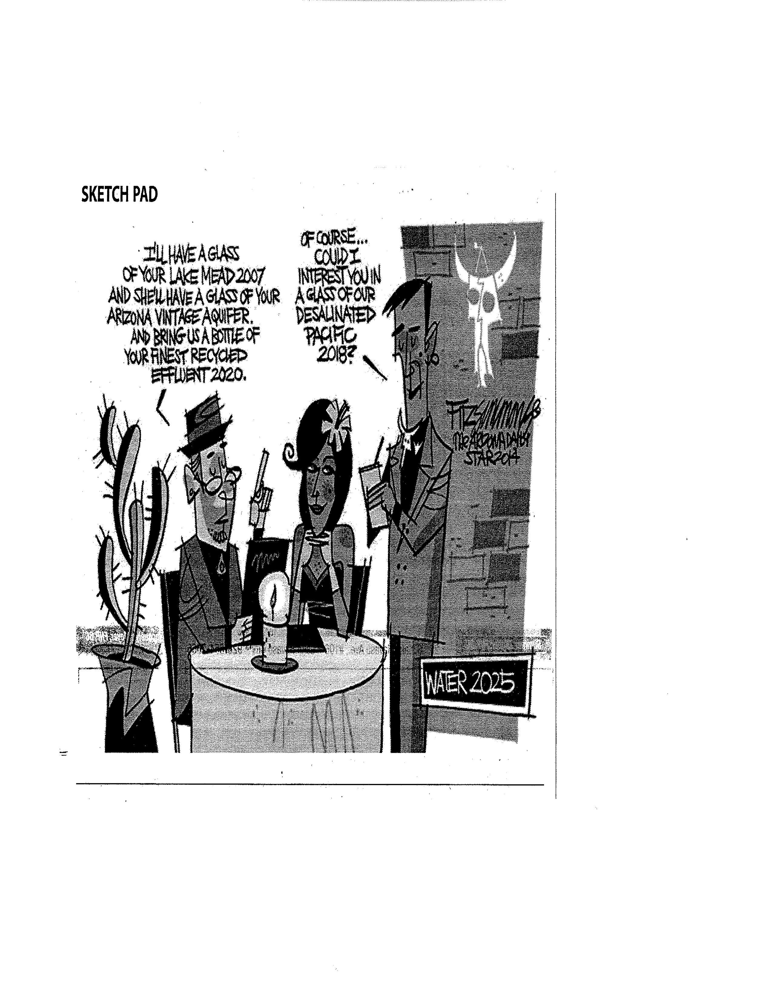 SKETCH PAD
I'LL HAVE A GLASS
OF YOUR LAKE MEAD 2007
AND SHE'LL HAVE A GLASS OF YOUR
ARIZONA VINTAGE AQUIFER.
AND BRING US A BOTTLE OF
YOUR FINEST RECYCLED
EFFLUENT 2020.
OF COURSE...
COULD I
INTEREST YOU IN
A GLASS OF OUR
DESALINATED
PACIFIC
2018?
FITZSIMMONS
THE ARIZONA DAILY
STAR 2014
WATER 2025